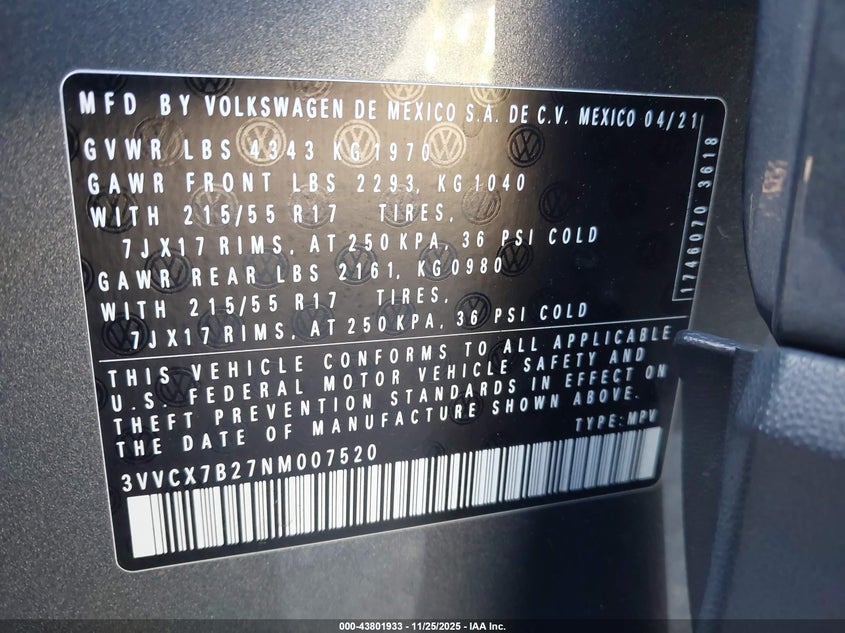 MFD BY VOLKSWAGEN DE MEXICO S.A. DE C.V. MEXICO 04/21
GVWR LBS 4343 KG 1970
GAWR FRONT LBS 2293, KG 1040
WITH 215/55 R17 TIRES,
7JX17 RIMS, AT 250 KPA, 36 PSI COLD
GAWR REAR LBS 2161, KG 0980
WITH 215/55 R17 TIRES,
7JX17 RIMS, AT 250 KPA, 36 PSI COLD
1746070 3618
THIS VEHICLE CONFORMS TO ALL APPLICABLE
U.S. FEDERAL MOTOR VEHICLE SAFETY AND
THEFT PREVENTION STANDARDS IN EFFECT ON
THE DATE OF MANUFACTURE SHOWN ABOVE.
TYPE: MPV
3VVCX7B27NM007520
000-43801933 - 11/25/2025 - IAA Inc.